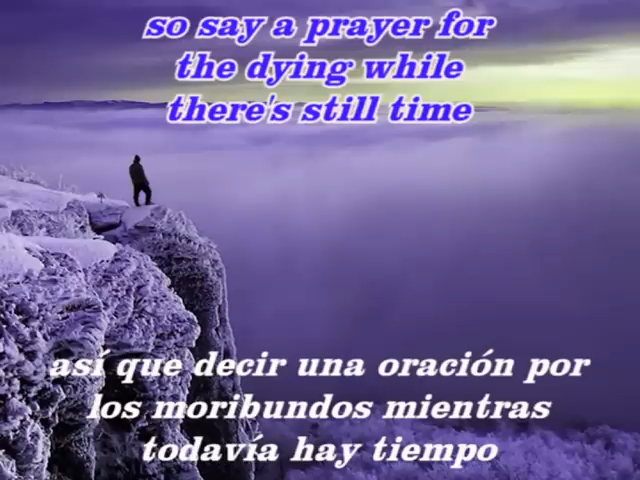 so say a prayer for
the dying while
there's still time
así que decir una oración por
los moribundos mientras
todavía hay tiempo